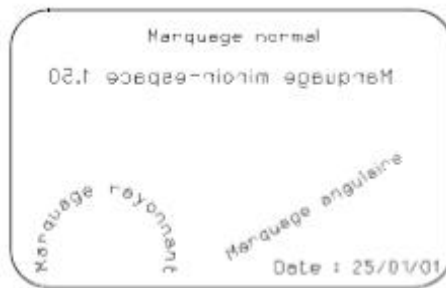 Marquage normal
Marquage miroir-espace 1.50
Marquage rayonnant
Marquage angulaire
Date : 25/01/01